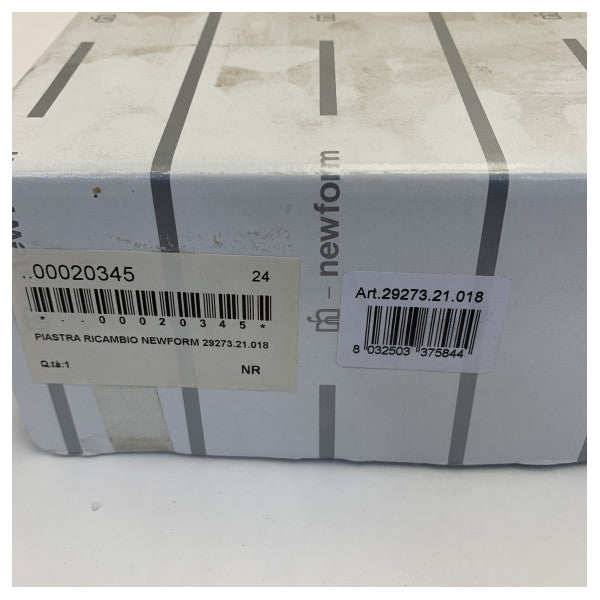 newform
..00020345 24
*..00020345*
PIASTRA RICAMBIO NEWFORM 29273.21.018
Q.tà:1 NR
Art.29273.21.018
8 032503 375844